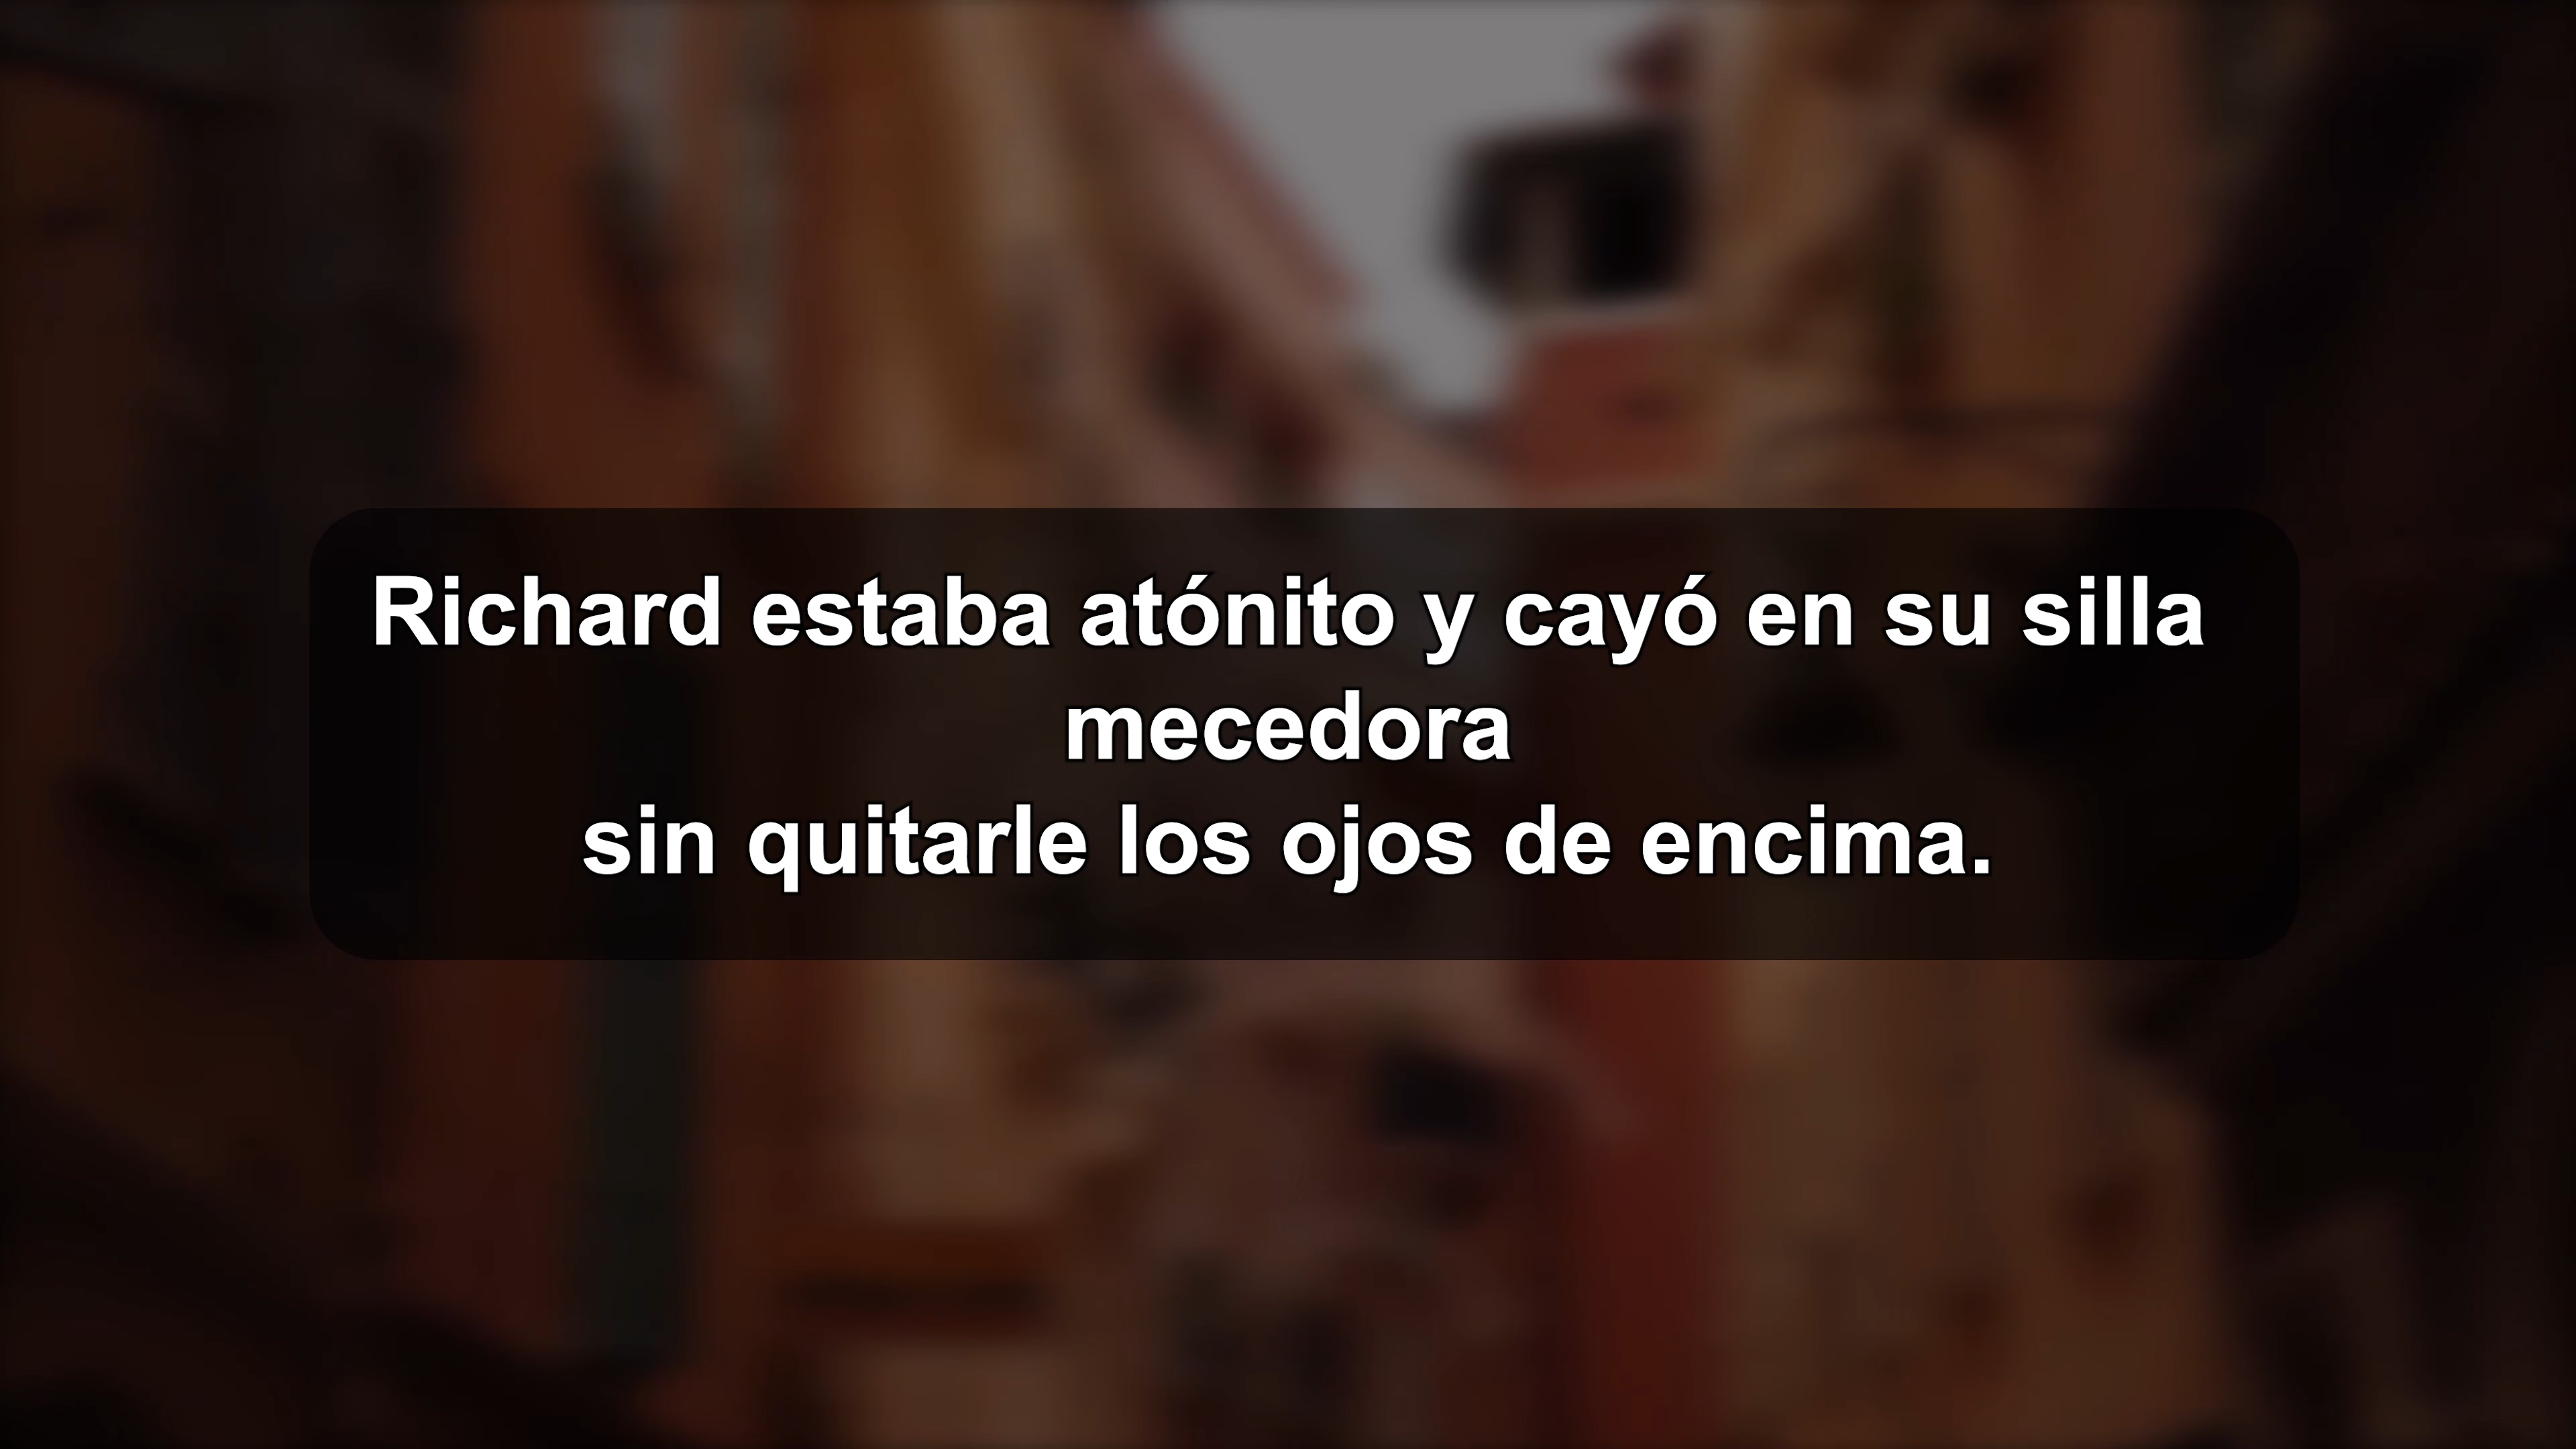 Richard estaba atónito y cayó en su silla
mecedora
sin quitarle los ojos de encima.